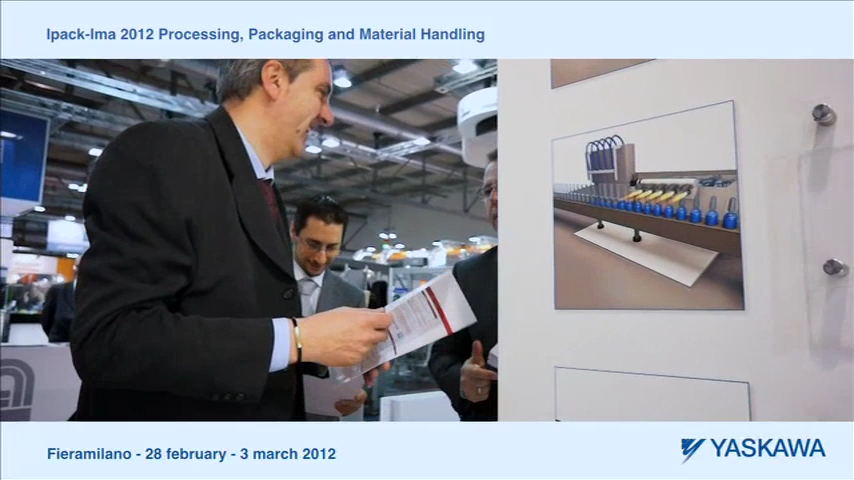 Ipack-Ima 2012 Processing, Packaging and Material Handling
Fieramilano - 28 february - 3 march 2012
YASKAWA